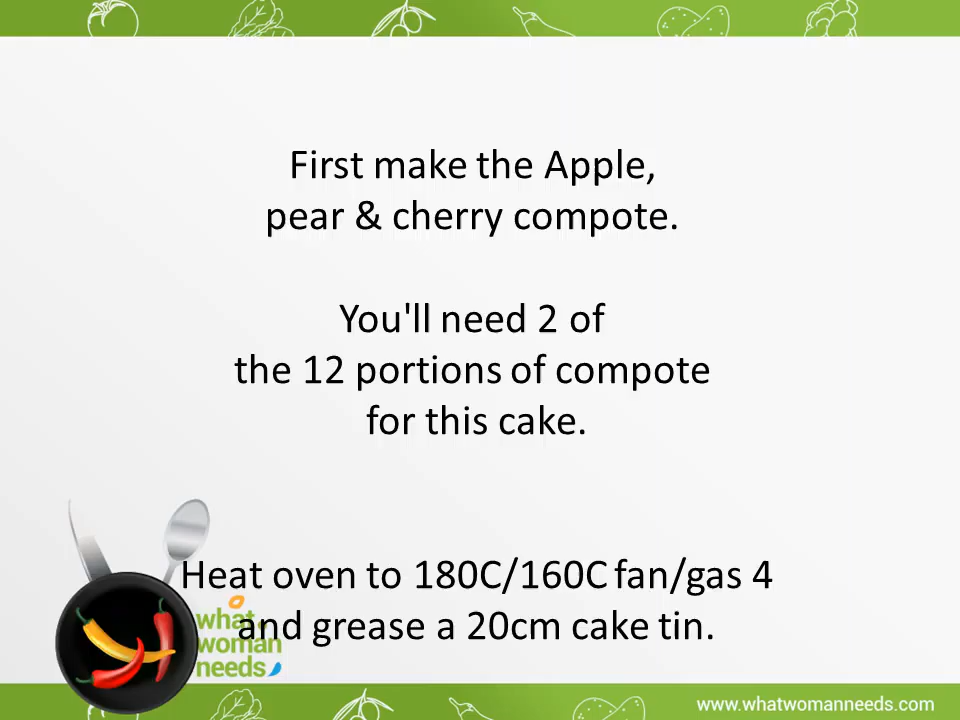 First make the Apple,
pear & cherry compote.
You'll need 2 of
the 12 portions of compote
for this cake.
Heat oven to 180C/160C fan/gas 4
and grease a 20cm cake tin.
what
woman
needs
www.whatwomanneeds.com